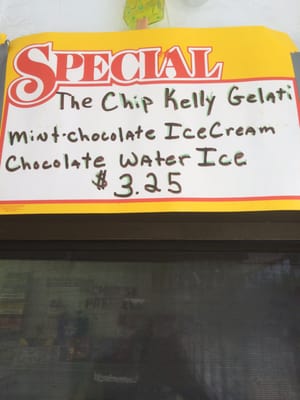 SPECIAL
The Chip Kelly Gelati
mint-chocolate IceCream
Chocolate Water Ice
$3.25